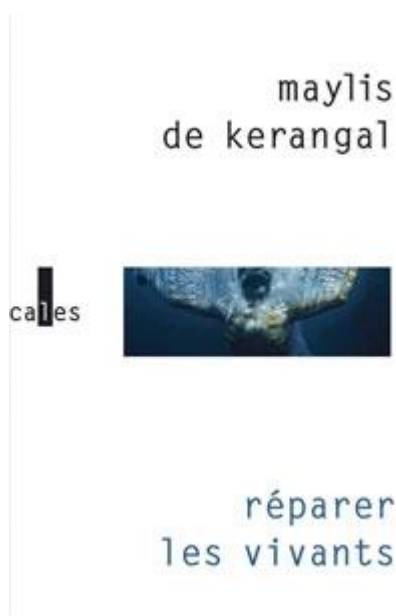 maylis
de kerangal
cales
réparer
les vivants